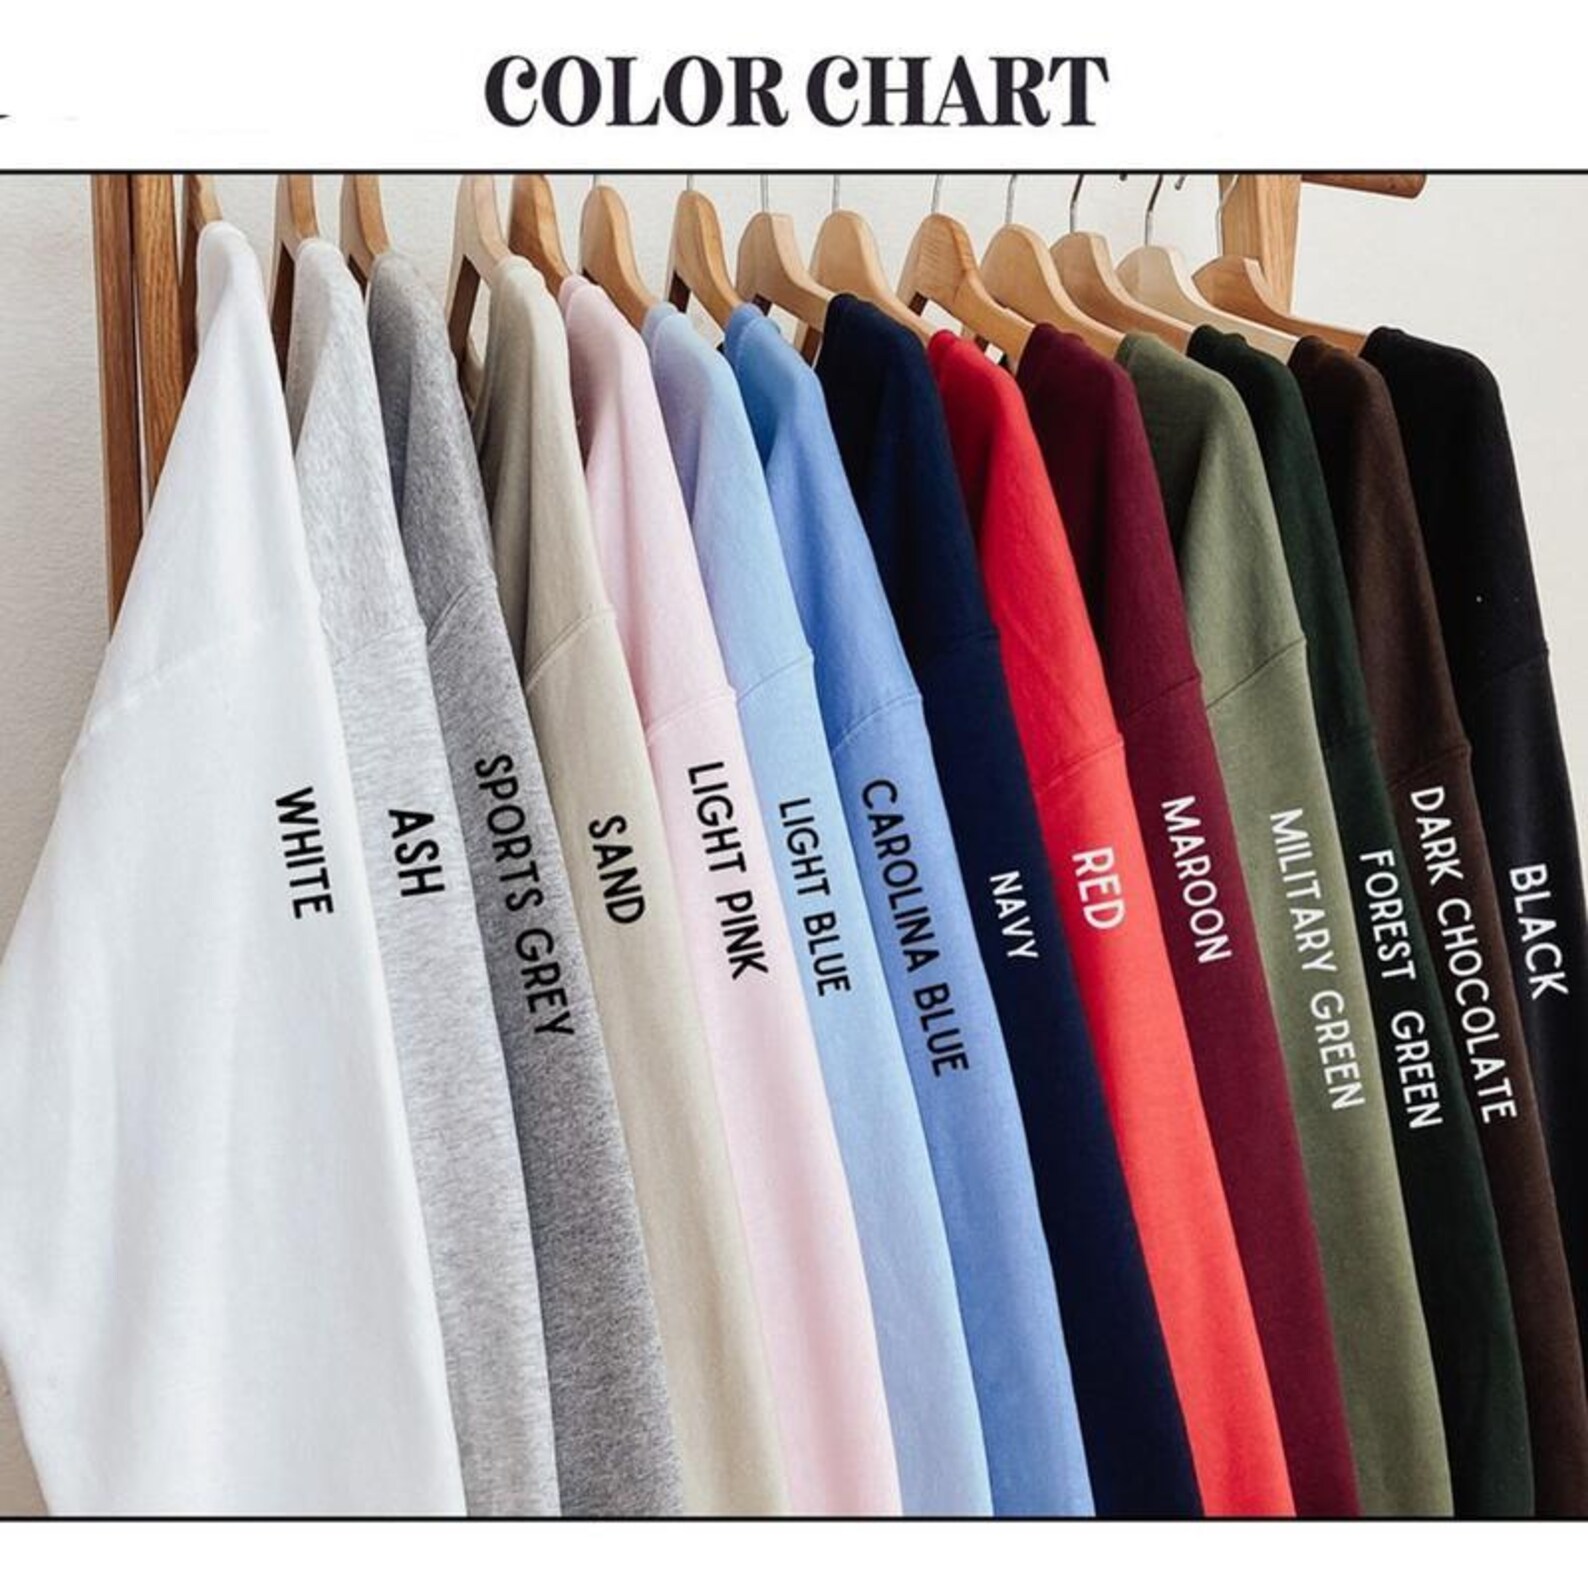 COLOR CHART
WHITE
ASH
SPORTS GREY
SAND
LIGHT PINK
LIGHT BLUE
CAROLINA BLUE
NAVY
RED
MAROON
MILITARY GREEN
FOREST GREEN
DARK CHOCOLATE
BLACK